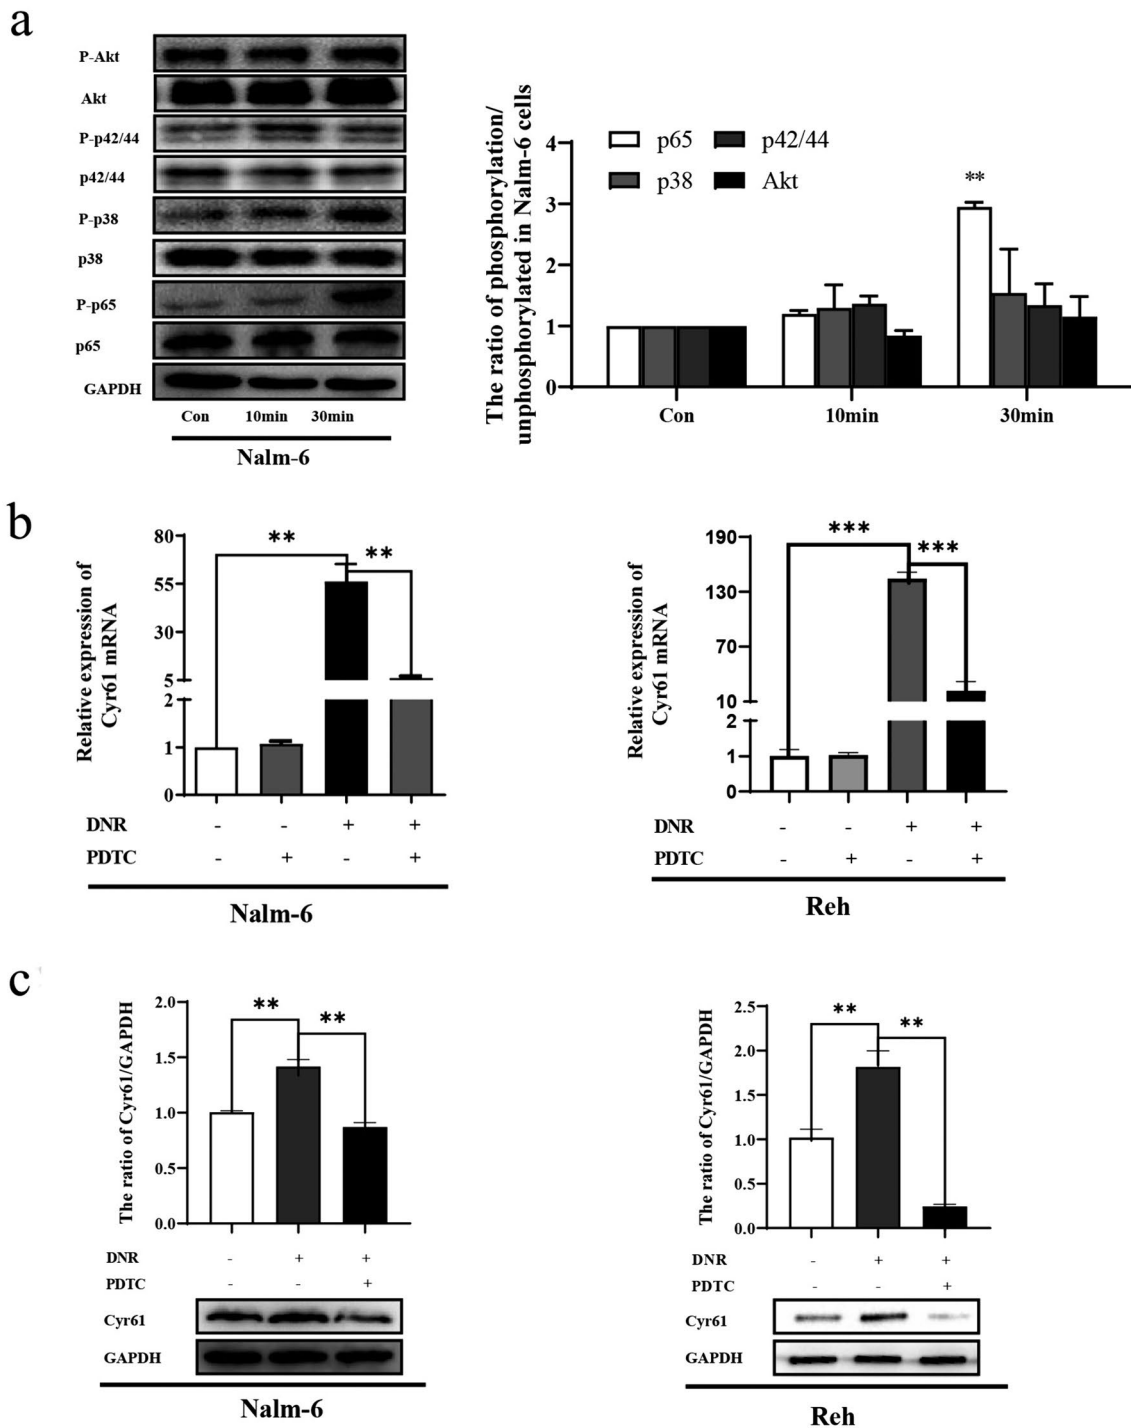 a
P-Akt
Akt
P-p42/44
p42/44
P-p38
p38
P-p65
p65
GAPDH
Con 10min 30min
Nalm-6
The ratio of phosphorylation/
unphosphorylated in Nalm-6 cells
4
3
2
1
0
p65 p42/44
p38 Akt
**
Con 10min 30min
b
Relative expression of
Cyr61 mRNA
80
55
30
5
2
1
0
** **
DNR - - + +
PDTC - + - +
Nalm-6
Relative expression of
Cyr61 mRNA
190
130
70
10
2
1
0
*** ***
DNR - - + +
PDTC - + - +
Reh
c
The ratio of Cyr61/GAPDH
2.0
1.5
1.0
0.5
0.0
** **
DNR - + +
PDTC - - +
Cyr61
GAPDH
Nalm-6
The ratio of Cyr61/GAPDH
2.5
2.0
1.5
1.0
0.5
0.0
** **
DNR - + +
PDTC - - +
Cyr61
GAPDH
Reh